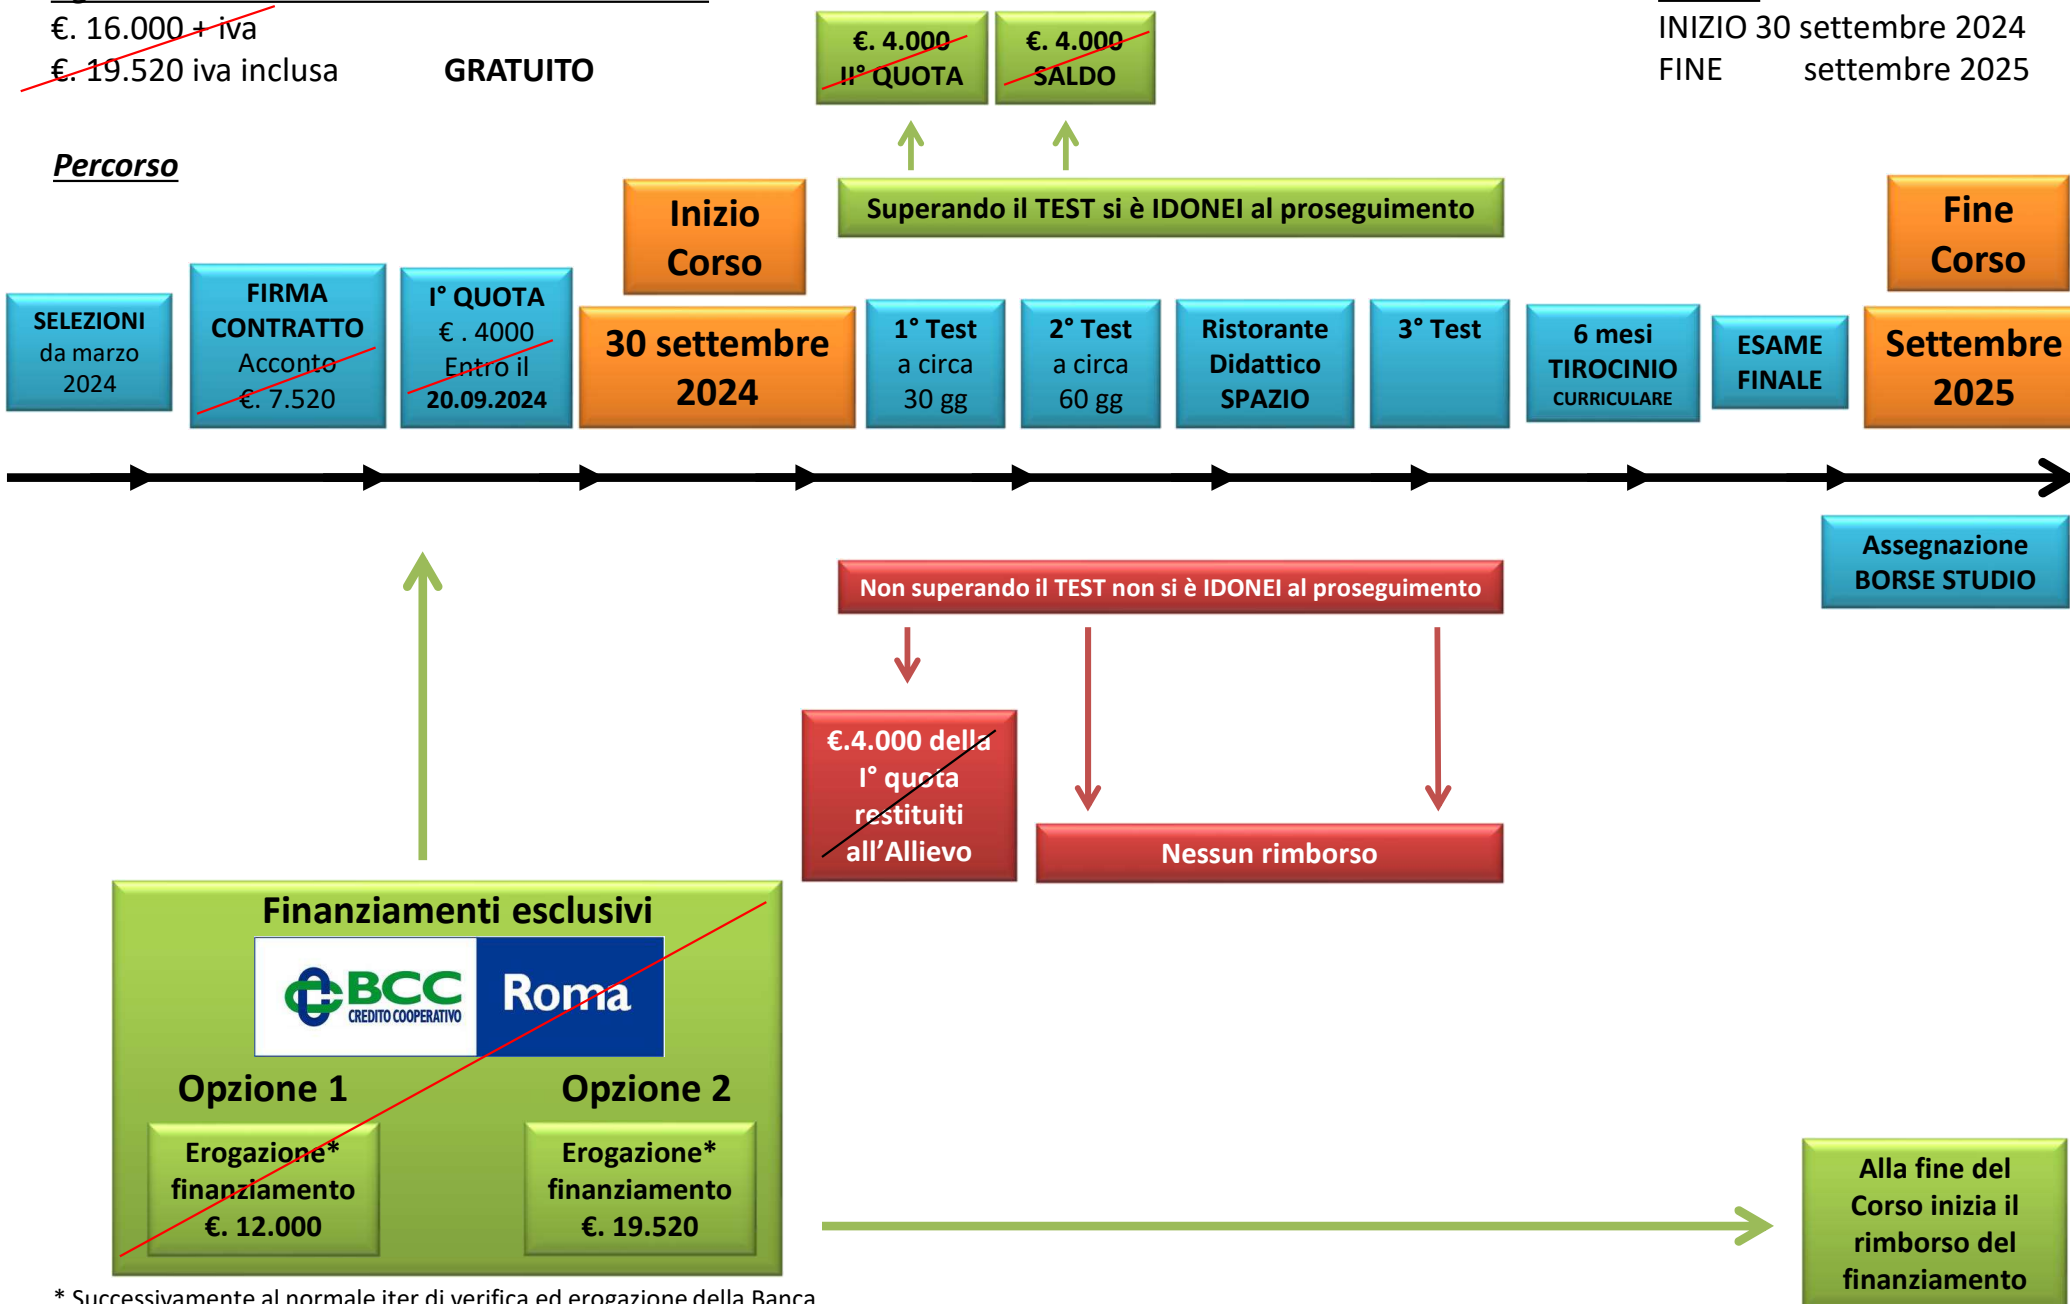 €. 16.000 + iva
€. 19.520 iva inclusa GRATUITO
€. 4.000
II° QUOTA
€. 4.000
SALDO
INIZIO 30 settembre 2024
FINE settembre 2025
Percorso
Inizio
Corso
Superando il TEST si è IDONEI al proseguimento
Fine
Corso
SELEZIONI
da marzo
2024
FIRMA
CONTRATTO
Acconto
€. 7.520
I° QUOTA
€ . 4000
Entro il
20.09.2024
30 settembre
2024
1° Test
a circa
30 gg
2° Test
a circa
60 gg
Ristorante
Didattico
SPAZIO
3° Test
6 mesi
TIROCINIO
CURRICULARE
ESAME
FINALE
Settembre
2025
Assegnazione
BORSE STUDIO
Non superando il TEST non si è IDONEI al proseguimento
€.4.000 della
I° quota
restituiti
all'Allievo
Nessun rimborso
Finanziamenti esclusivi
BCC
CREDITO COOPERATIVO
Roma
Opzione 1
Opzione 2
Erogazione*
finanziamento
€. 12.000
Erogazione*
finanziamento
€. 19.520
Alla fine del
Corso inizia il
rimborso del
finanziamento
* Successivamente al normale iter di verifica ed erogazione della Banca